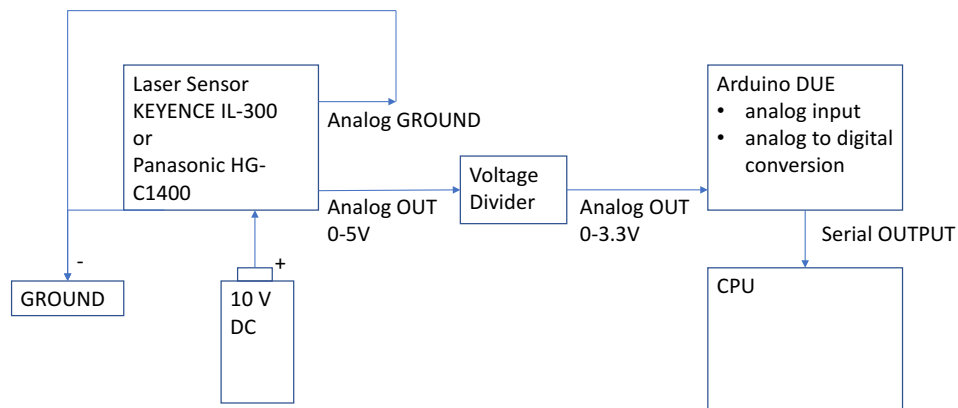 Laser Sensor
KEYENCE IL-300
or
Panasonic HG-
C1400
Analog GROUND
Analog OUT
0-5V
Voltage
Divider
Analog OUT
0-3.3V
Arduino DUE
• analog input
• analog to digital
conversion
Serial OUTPUT
CPU
-
GROUND
+
10 V
DC